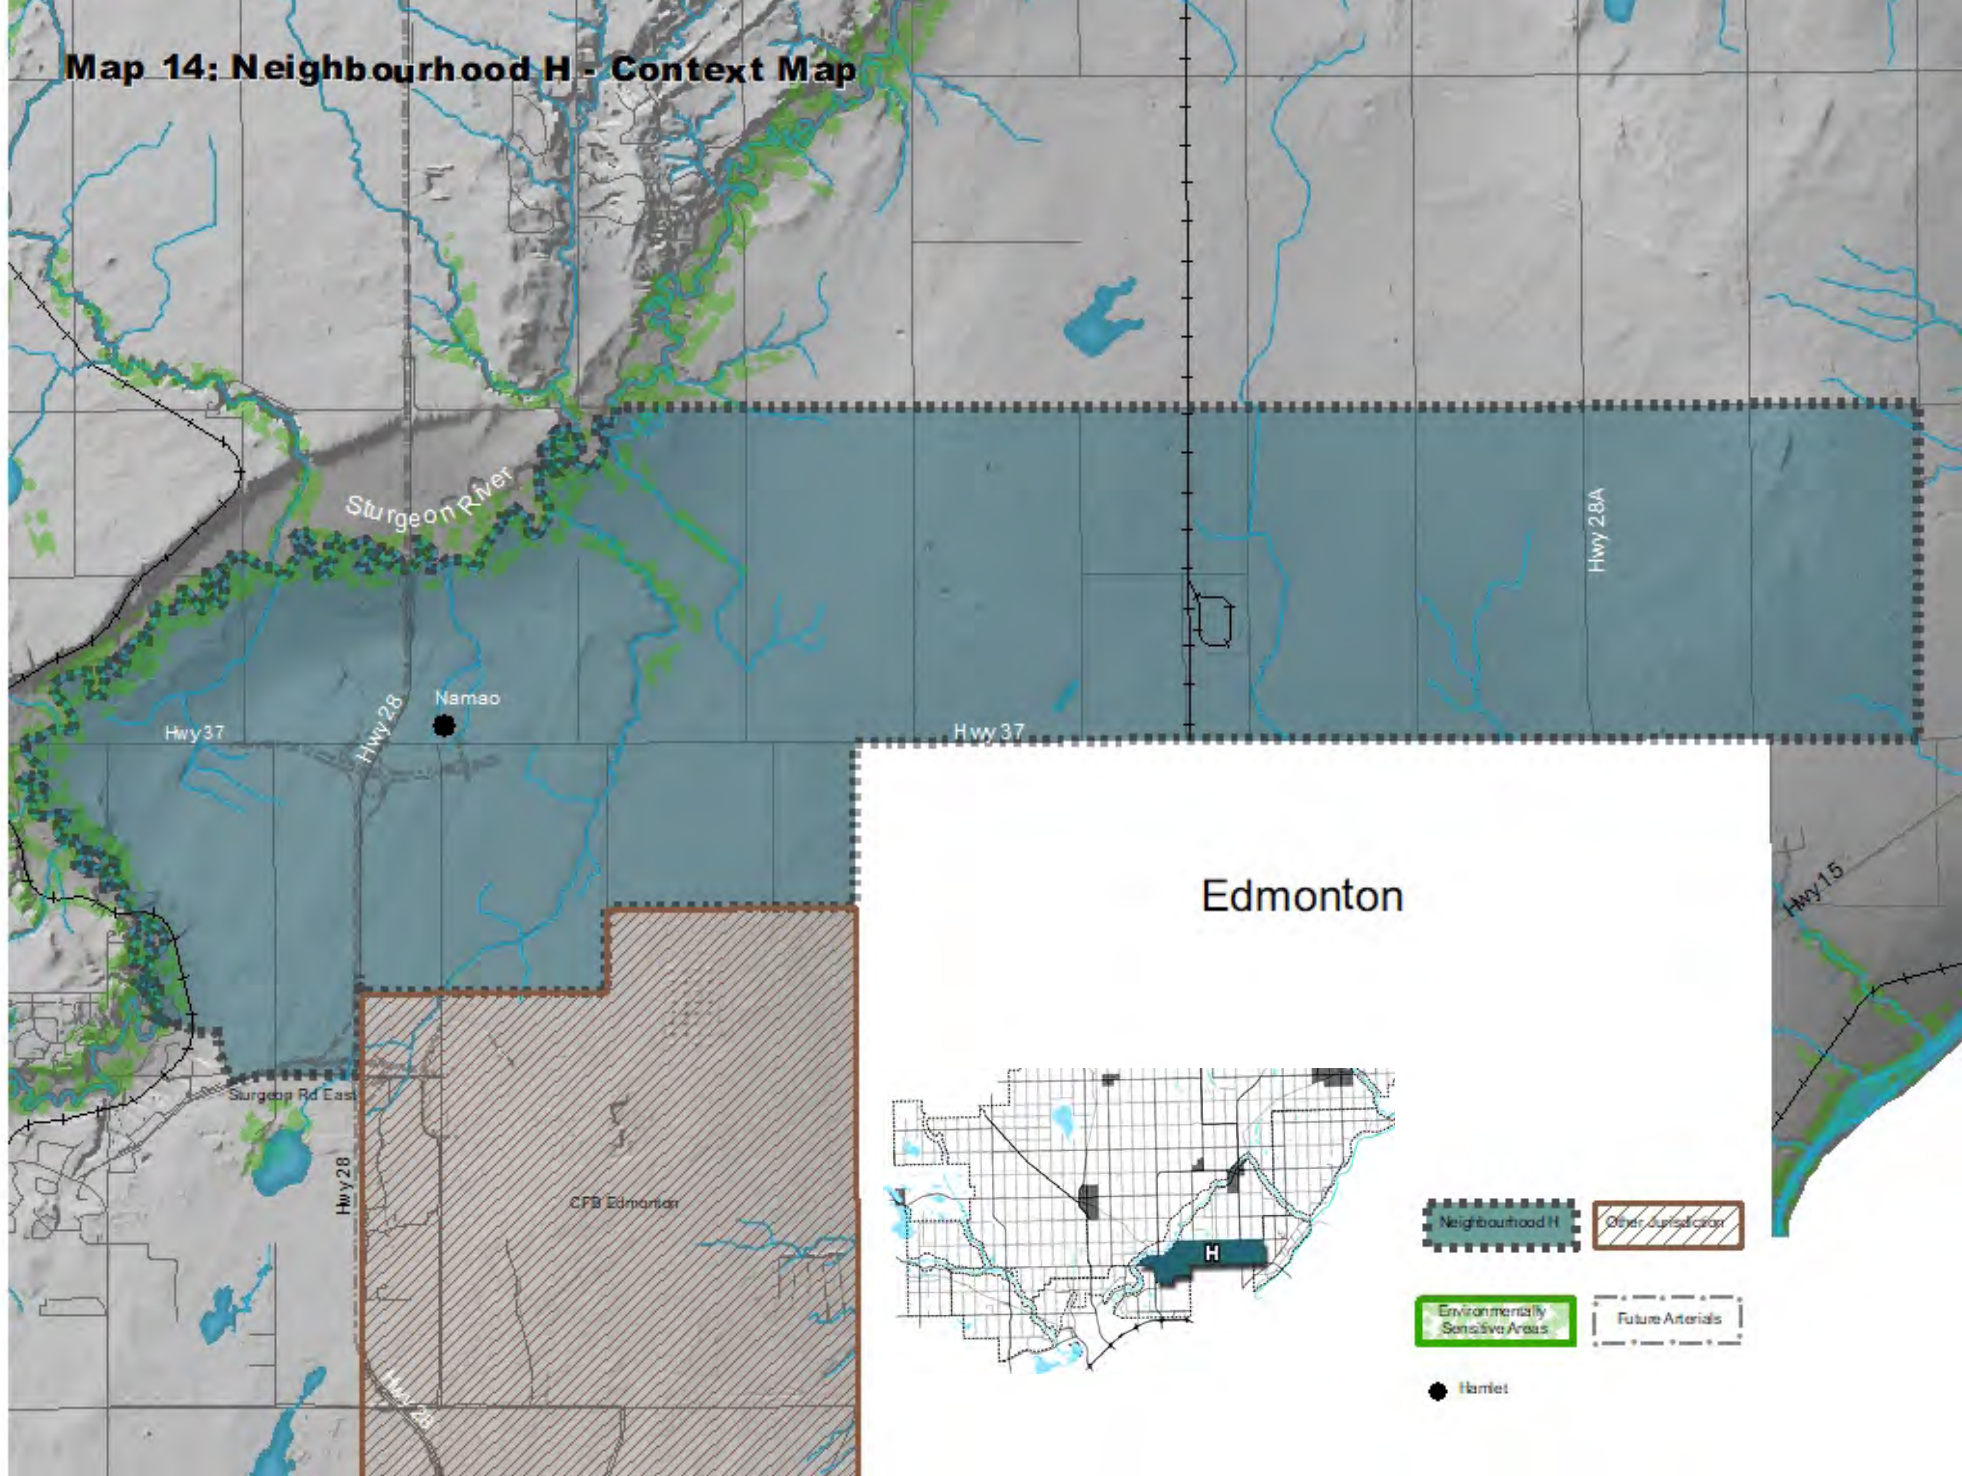 Map 14: Neighbourhood H - Context Map
Sturgeon River
Hwy 28A
Namao
Hwy 28
Hwy 37
Hwy 37
Edmonton
Hwy 15
Sturgeon Rd East
Hwy 28
CFB Edmonton
H
Neighbourhood H
Other Jurisdiction
Environmentally
Sensitive Areas
Future Arterials
Hamlet
Hwy 28